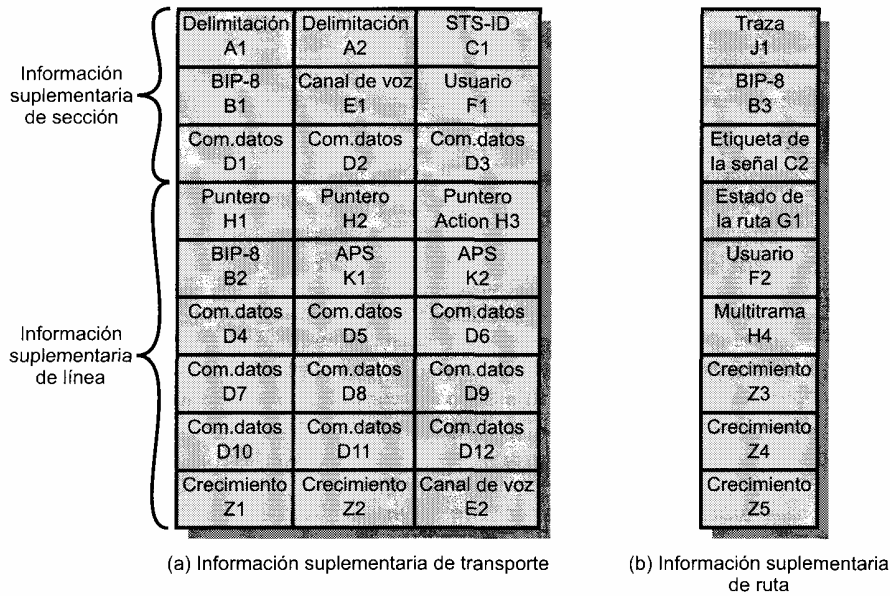 Información
suplementaria
de sección
Delimitación
A1
Delimitación
A2
STS-ID
C1
BIP-8
B1
Canal de voz
E1
Usuario
F1
Com.datos
D1
Com.datos
D2
Com.datos
D3
Información
suplementaria
de línea
Puntero
H1
Puntero
H2
Puntero
Action H3
BIP-8
B2
APS
K1
APS
K2
Com.datos
D4
Com.datos
D5
Com.datos
D6
Com.datos
D7
Com.datos
D8
Com.datos
D9
Com.datos
D10
Com.datos
D11
Com.datos
D12
Crecimiento
Z1
Crecimiento
Z2
Canal de voz
E2
(a) Información suplementaria de transporte
Traza
J1
BIP-8
B3
Etiqueta de
la señal C2
Estado de
la ruta G1
Usuario
F2
Multitrama
H4
Crecimiento
Z3
Crecimiento
Z4
Crecimiento
Z5
(b) Información suplementaria
de ruta